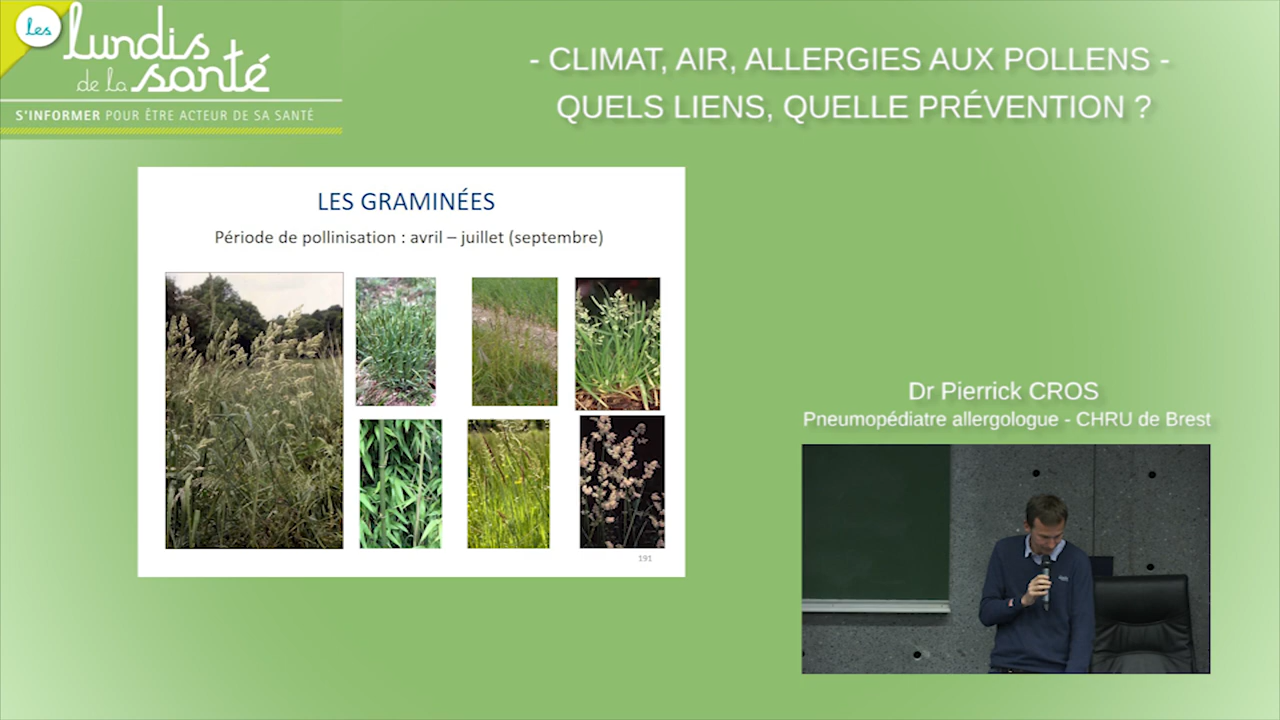 Les
lundis
de la santé
S'INFORMER POUR ÊTRE ACTEUR DE SA SANTÉ
- CLIMAT, AIR, ALLERGIES AUX POLLENS -
QUELS LIENS, QUELLE PRÉVENTION ?
LES GRAMINÉES
Période de pollinisation : avril – juillet (septembre)
191
Dr Pierrick CROS
Pneumopédiatre allergologue - CHRU de Brest